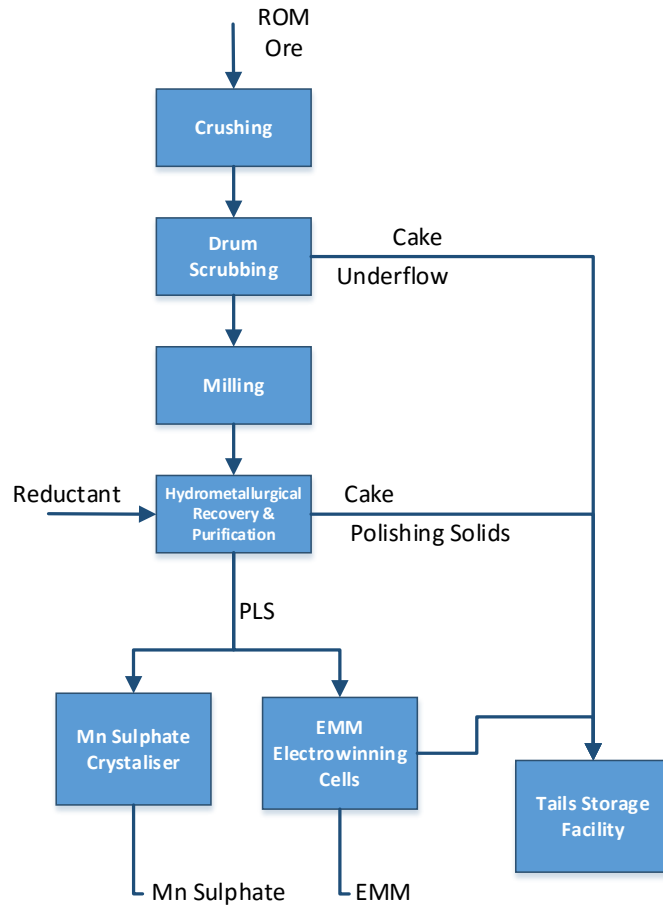 ROM
Ore
Crushing
Drum
Scrubbing
Cake
Underflow
Milling
Reductant
Hydrometallurgical
Recovery &
Purification
Cake
Polishing Solids
PLS
Mn Sulphate
Crystaliser
EMM
Electrowinning
Cells
Tails Storage
Facility
Mn Sulphate
EMM